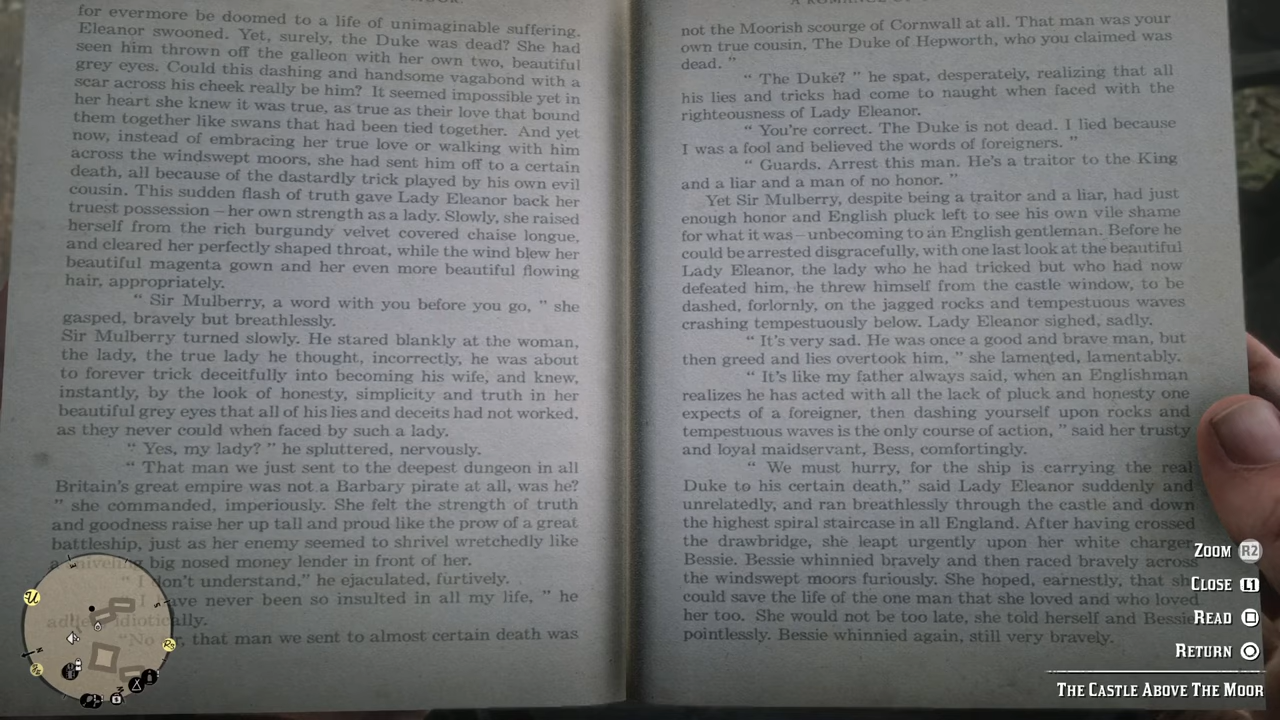 for evermore be doomed to a life of unimaginable suffering.
Eleanor swooned. Yet, surely, the Duke was dead? She had
seen him thrown off the galleon with her own two, beautiful
grey eyes. Could this dashing and handsome vagabond with a
scar across his cheek really be him? It seemed impossible yet in
her heart she knew it was true, as true as their love that bound
them together like swans that had been tied together. And yet
now, instead of embracing her true love or walking with him
across the windswept moors, she had sent him off to a certain
death, all because of the dastardly trick played by his own evil
cousin. This sudden flash of truth gave Lady Eleanor back her
truest possession – her own strength as a lady. Slowly, she raised
herself from the rich burgundy velvet covered chaise longue,
and cleared her perfectly shaped throat, while the wind blew her
beautiful magenta gown and her even more beautiful flowing
hair, appropriately.
“ Sir Mulberry, a word with you before you go, ” she
gasped, bravely but breathlessly.
Sir Mulberry turned slowly. He stared blankly at the woman,
the lady, the true lady he thought, incorrectly, he was about
to forever trick deceitfully into becoming his wife, and knew,
instantly, by the look of honesty, simplicity and truth in her
beautiful grey eyes that all of his lies and deceits had not worked,
as they never could when faced by such a lady.
“ Yes, my lady? ” he spluttered, nervously.
“ That man we just sent to the deepest dungeon in all
Britain's great empire was not a Barbary pirate at all, was he?
” she commanded, imperiously. She felt the strength of truth
and goodness raise her up tall and proud like the prow of a great
battleship, just as her enemy seemed to shrivel wretchedly like
a big nosed money lender in front of her.
“ I don't understand,” he ejaculated, furtively.
have never been so insulted in all my life, ” he
“No that man we sent to almost certain death was
not the Moorish scourge of Cornwall at all. That man was your
own true cousin, The Duke of Hepworth, who you claimed was
dead. ”
“ The Duke? ” he spat, desperately, realizing that all
his lies and tricks had come to naught when faced with the
righteousness of Lady Eleanor.
“ You're correct. The Duke is not dead. I lied because
I was a fool and believed the words of foreigners. ”
“ Guards. Arrest this man. He's a traitor to the King
and a liar and a man of no honor. ”
Yet Sir Mulberry, despite being a traitor and a liar, had just
enough honor and English pluck left to see his own vile shame
for what it was – unbecoming to an English gentleman. Before he
could be arrested disgracefully, with one last look at the beautiful
Lady Eleanor, the lady who he had tricked but who had now
defeated him, he threw himself from the castle window, to be
dashed, forlornly, on the jagged rocks and tempestuous waves
crashing tempestuously below. Lady Eleanor sighed, sadly.
“ It's very sad. He was once a good and brave man, but
then greed and lies overtook him, ” she lamented, lamentably.
“ It's like my father always said, when an Englishman
realizes he has acted with all the lack of pluck and honesty one
expects of a foreigner, then dashing yourself upon rocks and
tempestuous waves is the only course of action, ” said her trusty
and loyal maidservant, Bess, comfortingly.
“ We must hurry, for the ship is carrying the real
Duke to his certain death,” said Lady Eleanor suddenly and
unrelatedly, and ran breathlessly through the castle and down
the highest spiral staircase in all England. After having crossed
the drawbridge, she leapt urgently upon her white charger,
Bessie. Bessie whinnied bravely and then raced bravely across
the windswept moors furiously. She hoped, earnestly, that she
could save the life of the one man that she loved and who loved
her too. She would not be too late, she told herself and Bessie
pointlessly. Bessie whinnied again, still very bravely.
ZOOM R2
CLOSE L1
READ
RETURN
THE CASTLE ABOVE THE MOOR